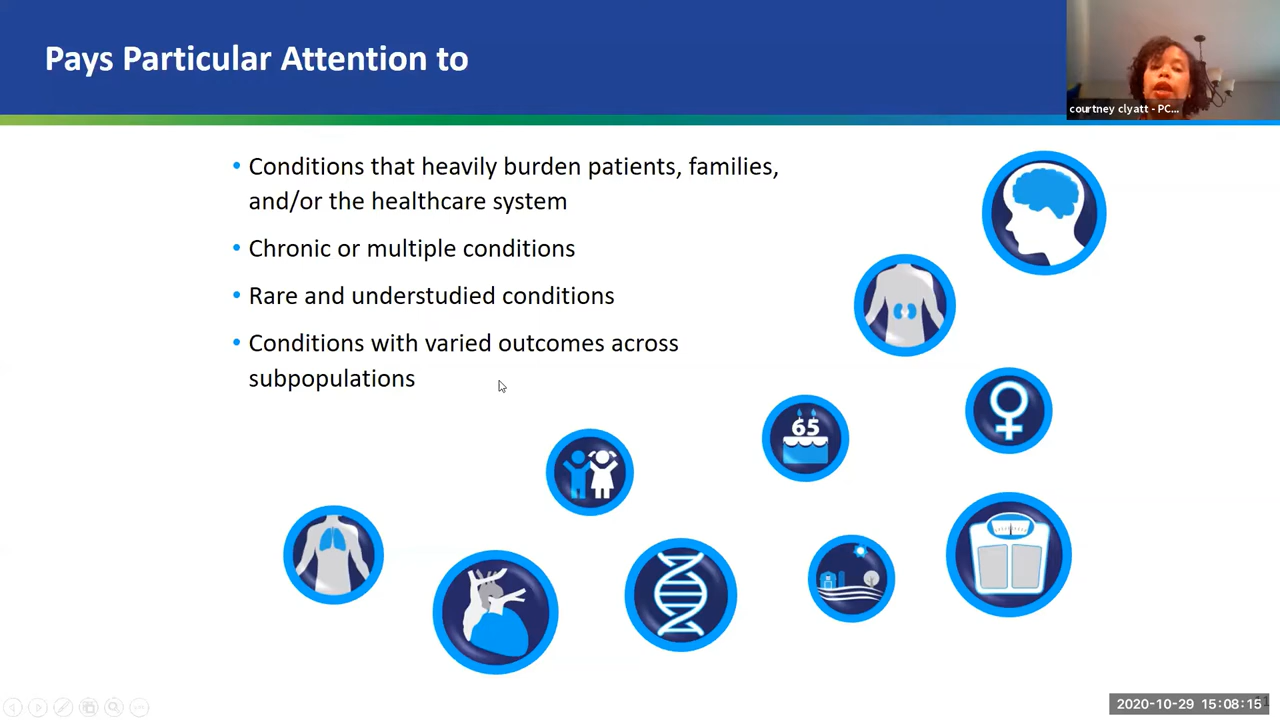 Pays Particular Attention to
courtney clyatt - PC...
• Conditions that heavily burden patients, families,
and/or the healthcare system
• Chronic or multiple conditions
• Rare and understudied conditions
• Conditions with varied outcomes across
subpopulations
65
2020-10-29 15:08:15